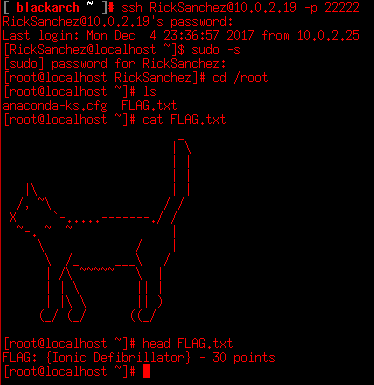 [ blackarch ~ ]# ssh RickSanchez@10.0.2.19 -p 22222
RickSanchez@10.0.2.19's password:
Last login: Mon Dec  4 23:36:57 2017 from 10.0.2.25
[RickSanchez@localhost ~]$ sudo -s
[sudo] password for RickSanchez:
[root@localhost RickSanchez]# cd /root
[root@localhost ~]# ls
anaconda-ks.cfg  FLAG.txt
[root@localhost ~]# cat FLAG.txt
[root@localhost ~]# head FLAG.txt
FLAG: {Ionic Defibrillator} - 30 points
[root@localhost ~]#